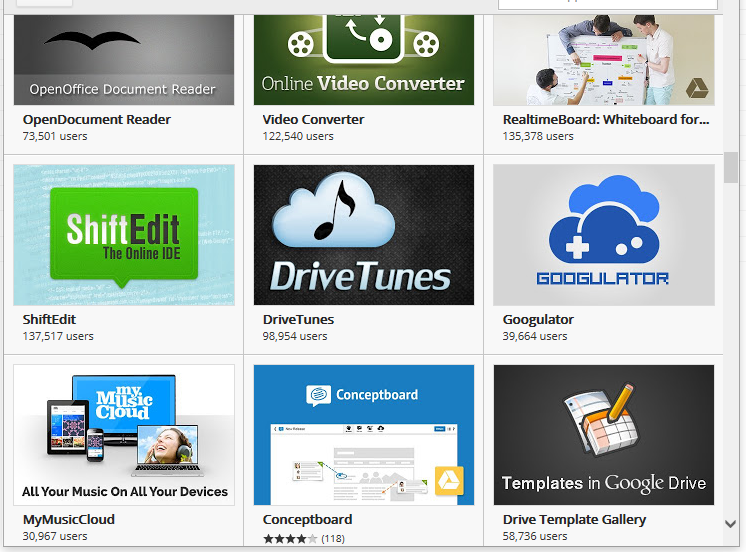 OpenOffice Document Reader
Online Video Converter
OpenDocument Reader
73,501 users
Video Converter
122,540 users
RealtimeBoard: Whiteboard for...
135,378 users
ShiftEdit
The Online IDE
DriveTunes
GOOGULATOR
ShiftEdit
137,517 users
DriveTunes
98,954 users
Googulator
39,664 users
my
Music
Cloud
All Your Music On All Your Devices
Conceptboard
Templates in Google Drive
MyMusicCloud
30,967 users
Conceptboard
(118)
Drive Template Gallery
58,736 users